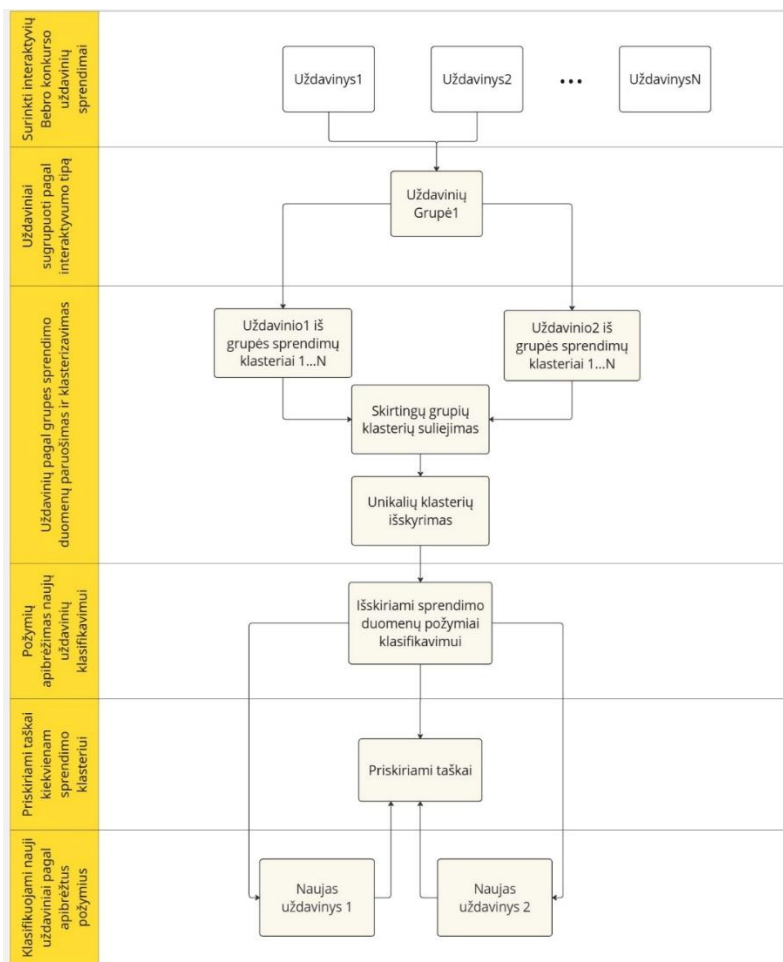 Surinkti interaktyvių
Bebro konkurso
uždavinių
sprendimai
Uždavinys1
Uždavinys2
...
UždavinysN
Uždaviniai
sugrupuoti pagal
interaktyvumo tipą
Uždavinių
Grupė1
Uždavinių pagal grupes sprendimo
duomenų paruošimas ir klasterizavimas
Uždavinio1 iš
grupės sprendimų
klasteriai 1...N
Uždavinio2 iš
grupės sprendimų
klasteriai 1...N
Skirtingų grupių
klasterių suliejimas
Unikalių klasterių
išskyrimas
Požymių
apibrėžimas naujų
uždavinių
klasifikavimui
Išskiriami sprendimo
duomenų požymiai
klasifikavimui
Priskiriami taškai
kiekvienam
sprendimo
klasteriui
Priskiriami taškai
Klasifikuojami nauji
uždaviniai pagal
apibrėžtus
požymius
Naujas
uždavinys 1
Naujas
uždavinys 2